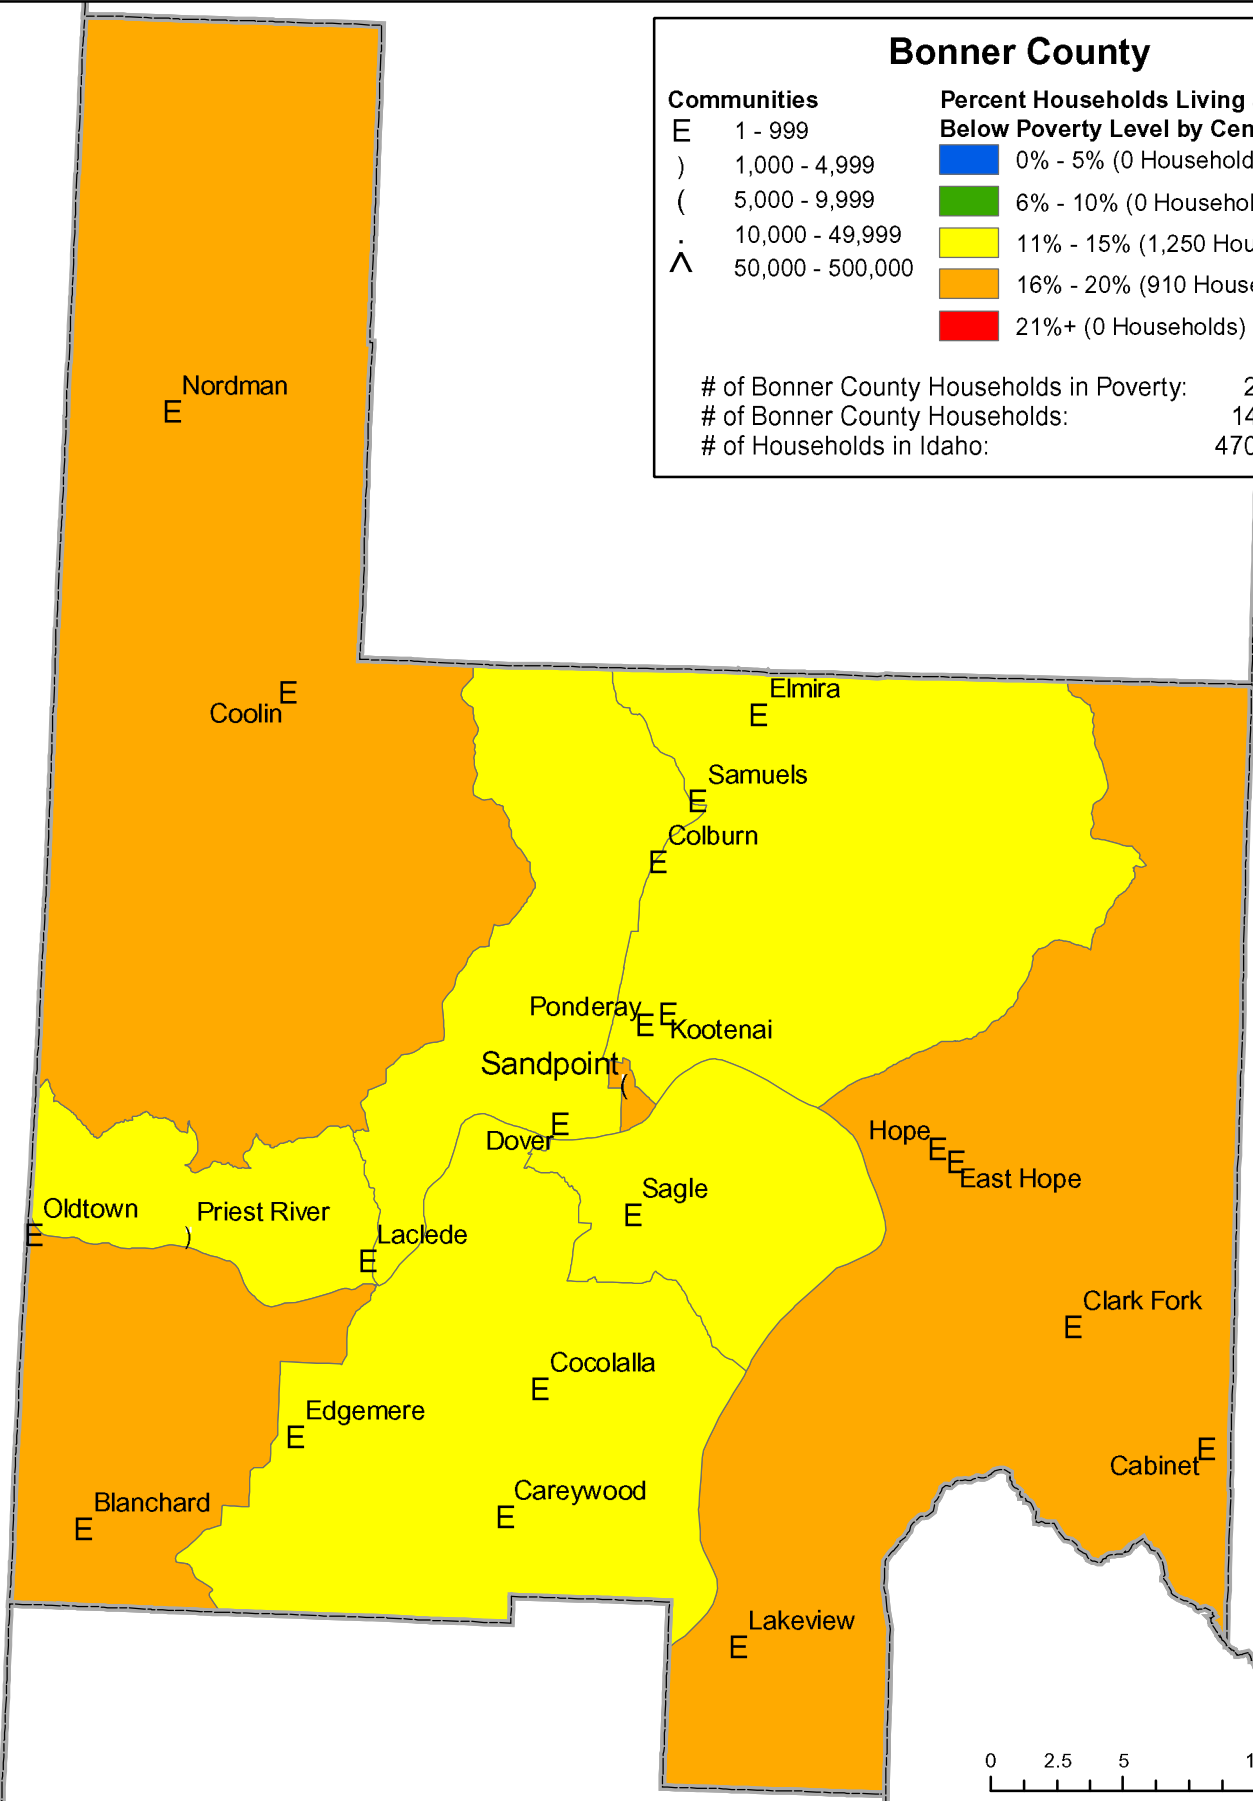 Bonner County
Communities
E 1 - 999
) 1,000 - 4,999
( 5,000 - 9,999
. 10,000 - 49,999
^ 50,000 - 500,000
Percent Households Living
Below Poverty Level by Cen
0% - 5% (0 Household
6% - 10% (0 Househol
11% - 15% (1,250 Hou
16% - 20% (910 House
21%+ (0 Households)
# of Bonner County Households in Poverty: 2
# of Bonner County Households: 14
# of Households in Idaho: 470
Nordman
E
E
Coolin
Elmira
E
Samuels
E
Colburn
E
Ponderay
E
E
Kootenai
Sandpoint
(
E
Dover
Hope
E
E
East Hope
Sagle
E
Oldtown
E
Priest River
)
Laclede
E
Clark Fork
E
Cocolalla
E
Edgemere
E
E
Cabinet
Careywood
E
Blanchard
E
Lakeview
E
0 2.5 5 1